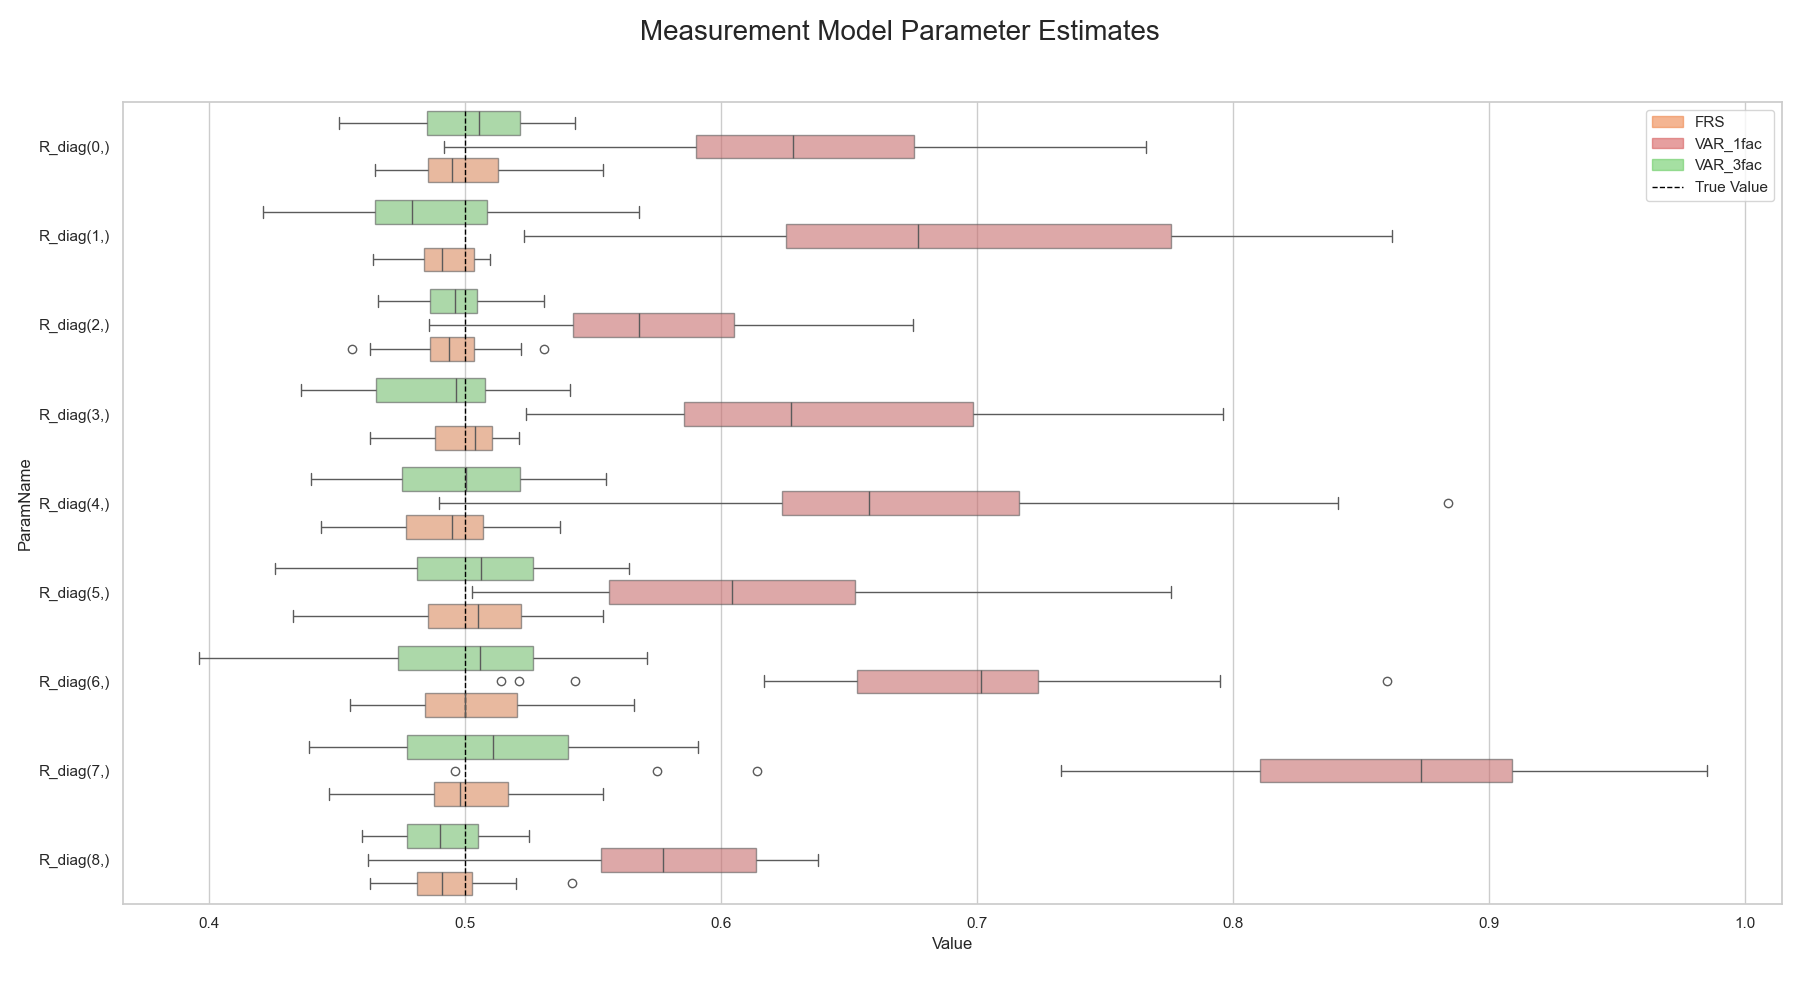 Measurement Model Parameter Estimates
FRS
VAR_1fac
VAR_3fac
True Value
ParamName
R_diag(0,)
R_diag(1,)
R_diag(2,)
R_diag(3,)
R_diag(4,)
R_diag(5,)
R_diag(6,)
R_diag(7,)
R_diag(8,)
0.4 0.5 0.6 0.7 0.8 0.9 1.0
Value